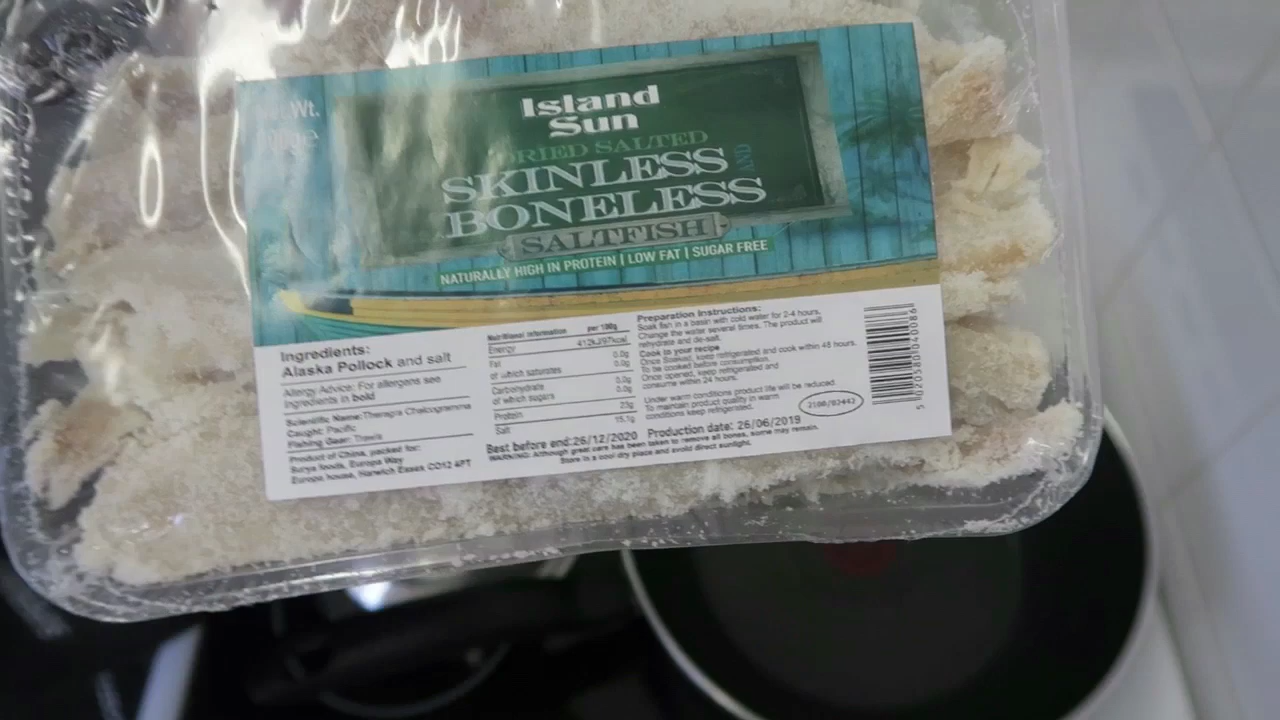 Island
Sun
DRIED SALTED
SKINLESS AND
BONELESS
SALTFISH
NATURALLY HIGH IN PROTEIN | LOW FAT | SUGAR FREE
Ingredients:
Alaska Pollock and salt
Allergy Advice: For allergens see
ingredients in bold
Scientific Name: Theragra Chalcogramma
Caught: Pacific
Fishing Gear: Trawls
Product of China, packed for:
Surya foods, Europa Way
Europa house, Harwich Essex CO12 4PT
Nutritional Information per 100g
Energy 412kJ/97kcal
Fat 0.0g
of which saturates 0.0g
Carbohydrate 0.0g
of which sugars 0.0g
Protein 23g
Salt 15.1g
Best before end:26/12/2020 Production date: 26/06/2019
WARNING: Although great care has been taken to remove all bones, some may remain.
Store in a cool dry place and avoid direct sunlight.
Preparation Instructions:
Soak fish in a basin with cold water for 2-4 hours.
Change the water several times. The product will
rehydrate and de-salt.
Cook to your recipe
Once Soaked, keep refrigerated and cook within 48 hours.
To be cooked before consumption.
Once opened, keep refrigerated and
consume within 24 hours.
Under warm conditions product life will be reduced
To maintain product quality in warm
conditions keep refrigerated.
2100/02443
5 020580 040086